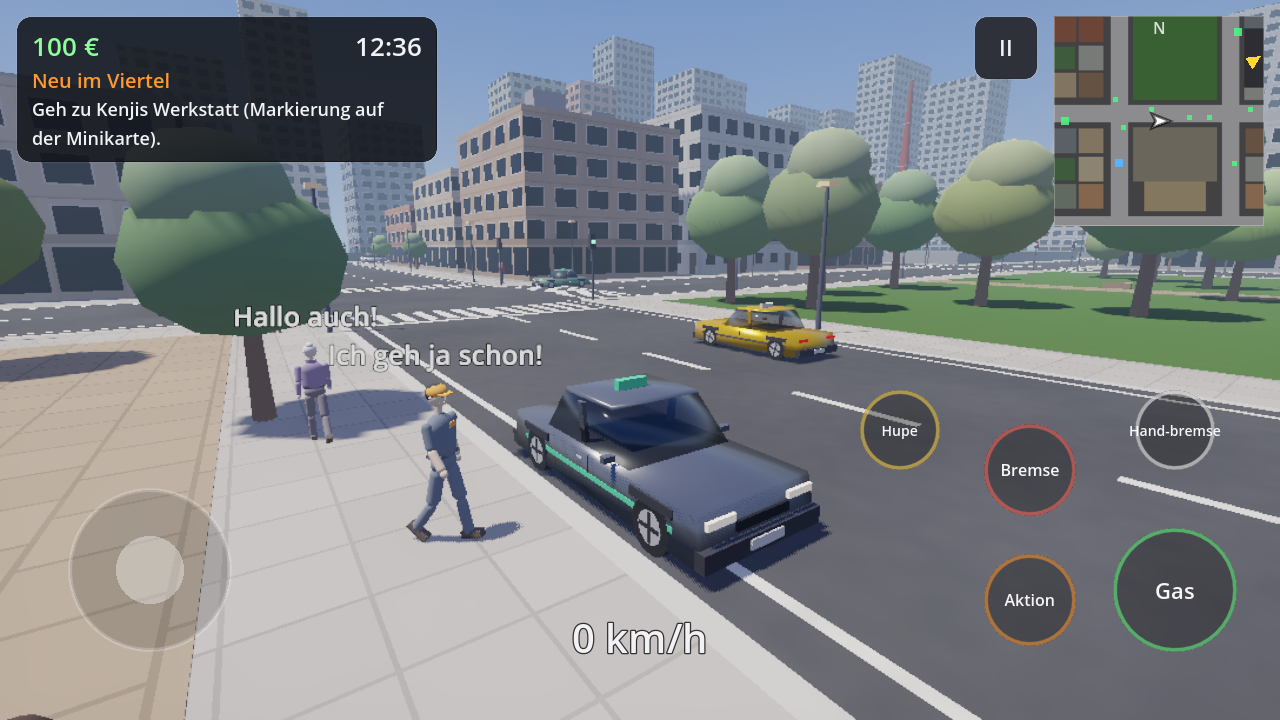 100 €
12:36
Neu im Viertel
Geh zu Kenjis Werkstatt (Markierung auf
der Minikarte).
N
Hallo auch!
Ich geh ja schon!
Hupe
Hand-bremse
Bremse
Aktion
Gas
0 km/h